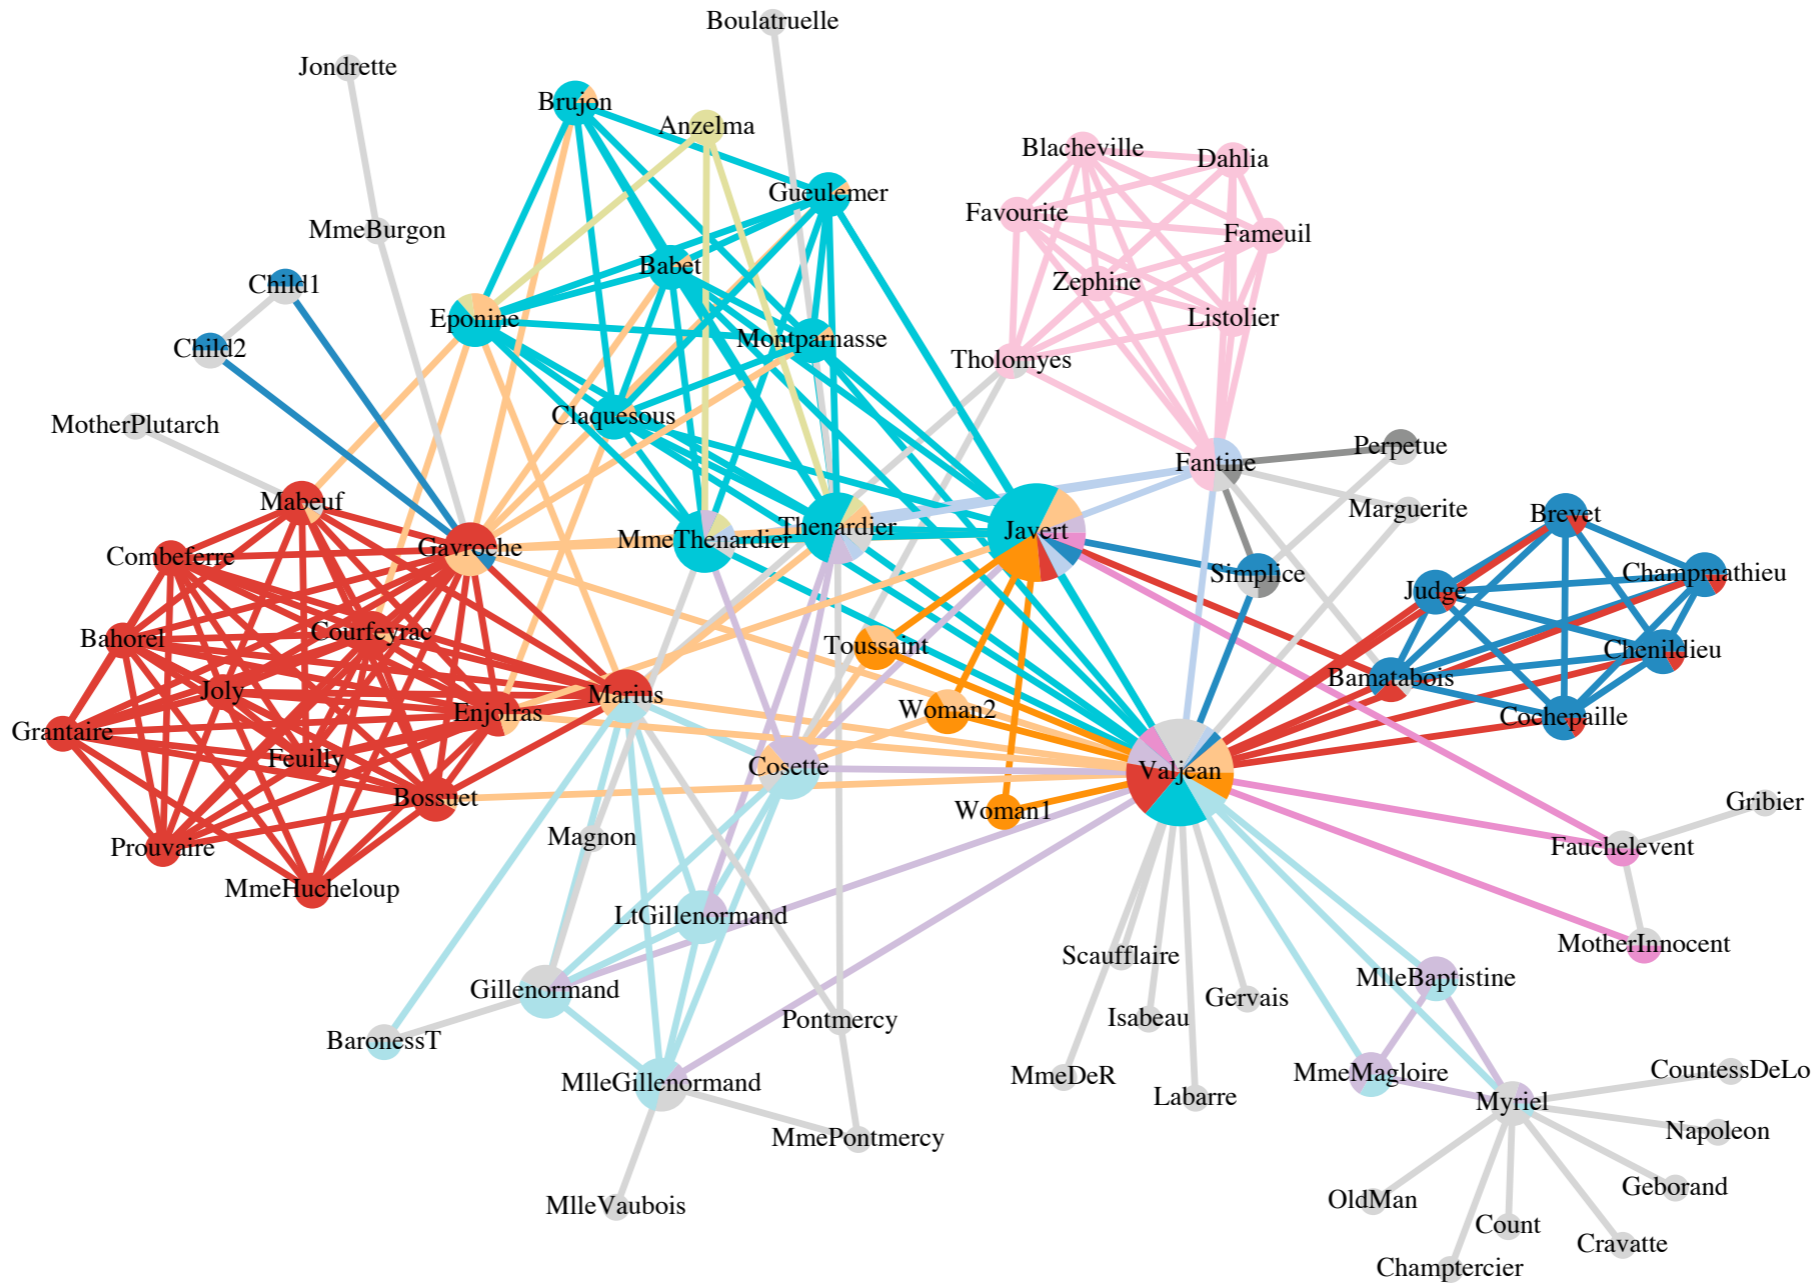 Boulatruelle
Jondrette
Brujon
Anzelma
Blacheville
Dahlia
Gueulemer
Favourite
MmeBurgon
Fameuil
Babet
Zephine
Child1
Eponine
Listolier
Montparnasse
Child2
Tholomyes
Claquesous
MotherPlutarch
Perpetue
Fantine
Mabeuf
Marguerite
Brevet
Thenardier
Javert
MmeThenardier
Gavroche
Combeferre
Simplice
Champmathieu
Judge
Courfeyrac
Bahorel
Toussaint
Chenildieu
Bamatabois
Joly
Marius
Woman2
Enjolras
Cochepaille
Grantaire
Feuilly
Cosette
Valjean
Bossuet
Gribier
Woman1
Magnon
Prouvaire
Fauchelevent
MmeHucheloup
LtGillenormand
MotherInnocent
Scaufflaire
MlleBaptistine
Gillenormand
Gervais
Isabeau
Pontmercy
BaronessT
CountessDeLo
MmeMagloire
MmeDeR
MlleGillenormand
Labarre
Myriel
Napoleon
MmePontmercy
Geborand
OldMan
MlleVaubois
Count
Cravatte
Champtercier